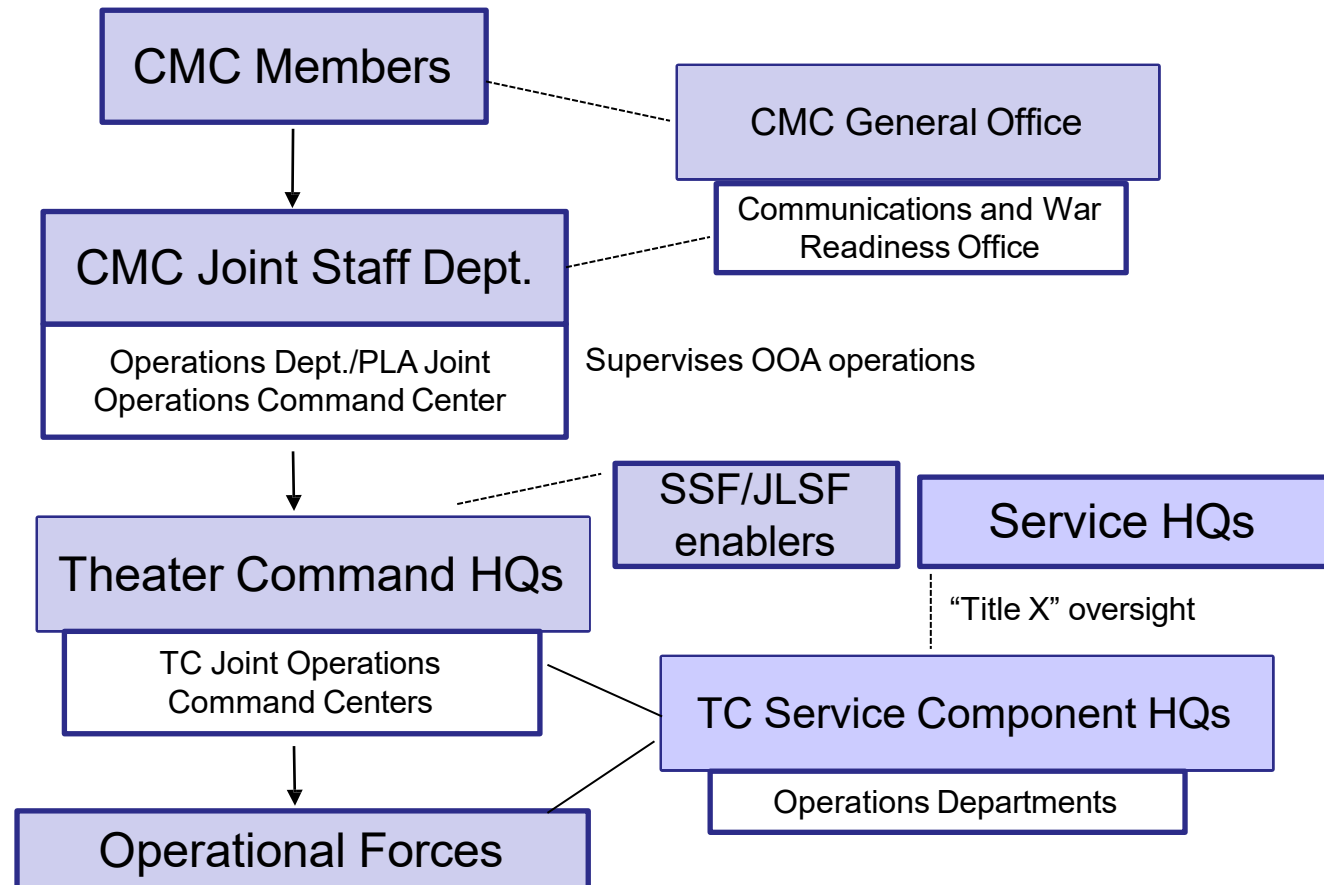 CMC Members
CMC General Office
Communications and War
Readiness Office
CMC Joint Staff Dept.
Operations Dept./PLA Joint
Operations Command Center
Supervises OOA operations
SSF/JLSF
enablers
Service HQs
Theater Command HQs
“Title X” oversight
TC Joint Operations
Command Centers
TC Service Component HQs
Operations Departments
Operational Forces